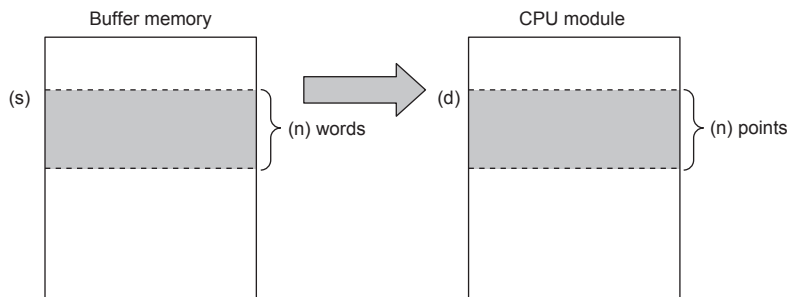 Buffer memory
CPU module
(s)
(d)
(n) words
(n) points